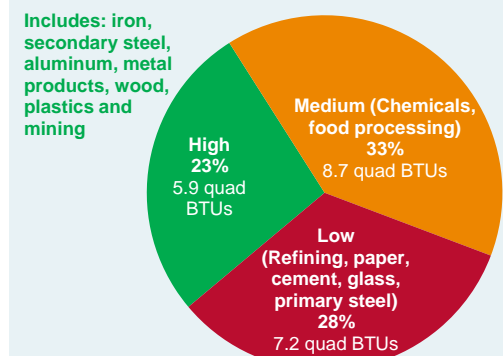 Includes: iron,
secondary steel,
aluminum, metal
products, wood,
plastics and
mining
High
23%
5.9 quad
BTUs
Medium (Chemicals,
food processing)
33%
8.7 quad BTUs
Low
(Refining, paper,
cement, glass,
primary steel)
28%
7.2 quad BTUs